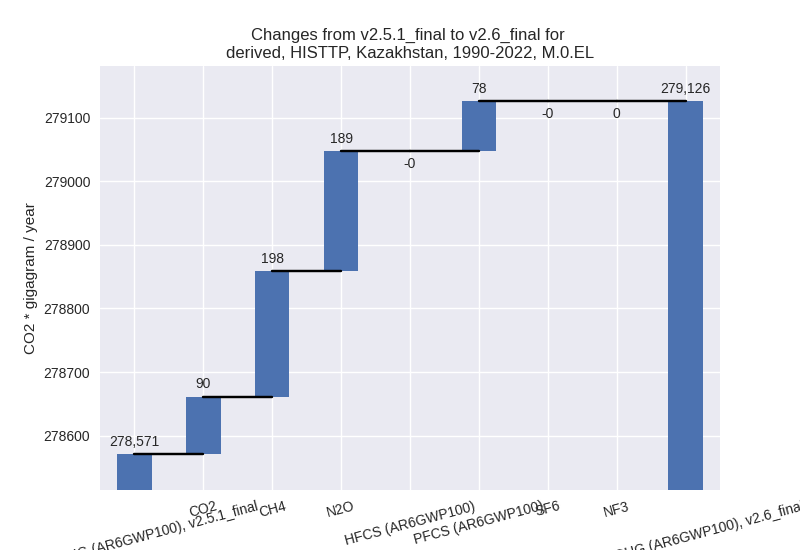 Changes from v2.5.1_final to v2.6_final for
derived, HISTTP, Kazakhstan, 1990-2022, M.0.EL
CO2 * gigagram / year
279100
279000
278900
278800
278700
278600
278,571
90
198
189
-0
78
-0
0
279,126
(AR6GWP100), v2.5.1_final
CO2
CH4
N2O
HFCS (AR6GWP100)
PFCS (AR6GWP100)
SF6
NF3
(AR6GWP100), v2.6_final